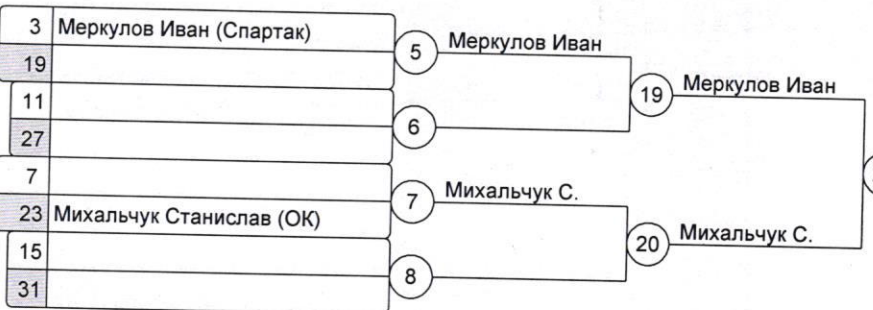 3 Меркулов Иван (Спартак)
19
11
27
7
23 Михальчук Станислав (ОК)
15
31
5 Меркулов Иван
6
7 Михальчук С.
8
19 Меркулов Иван
20 Михальчук С.